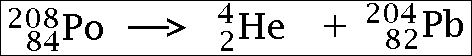 ²⁰⁸₈₄Po → ⁴₂He + ²⁰⁴₈₂Pb